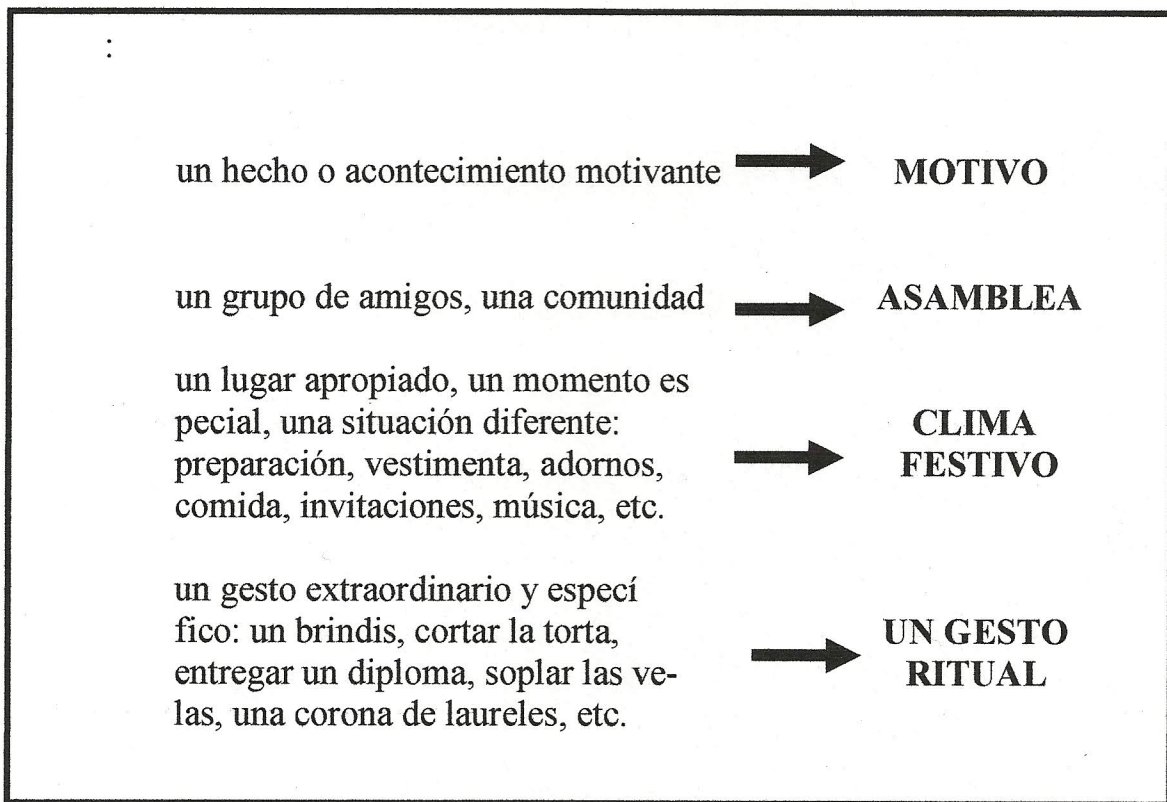 :
un hecho o acontecimiento motivante
MOTIVO
un grupo de amigos, una comunidad
ASAMBLEA
un lugar apropiado, un momento es
pecial, una situación diferente:
preparación, vestimenta, adornos,
comida, invitaciones, música, etc.
CLIMA
FESTIVO
un gesto extraordinario y especí
fico: un brindis, cortar la torta,
entregar un diploma, soplar las ve-
las, una corona de laureles, etc.
UN GESTO
RITUAL